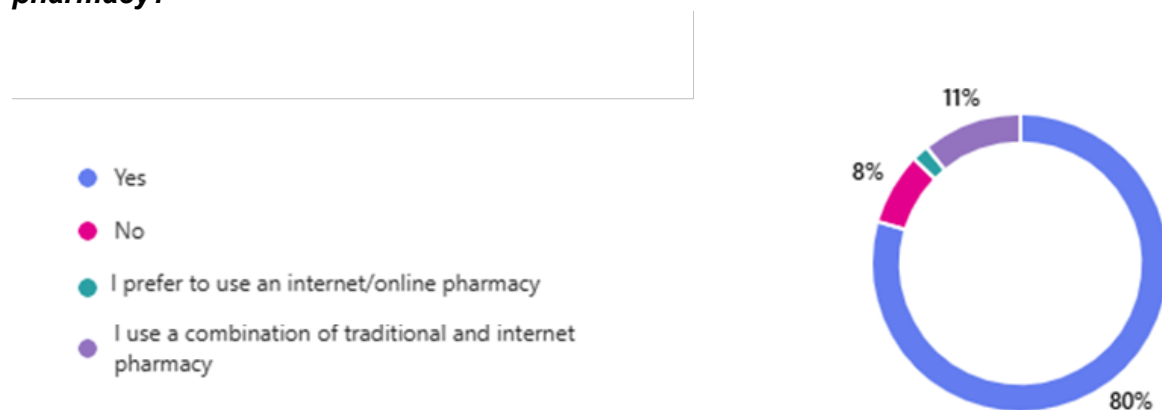 pharmacy?
Yes
No
I prefer to use an internet/online pharmacy
I use a combination of traditional and internet
pharmacy
11%
8%
80%